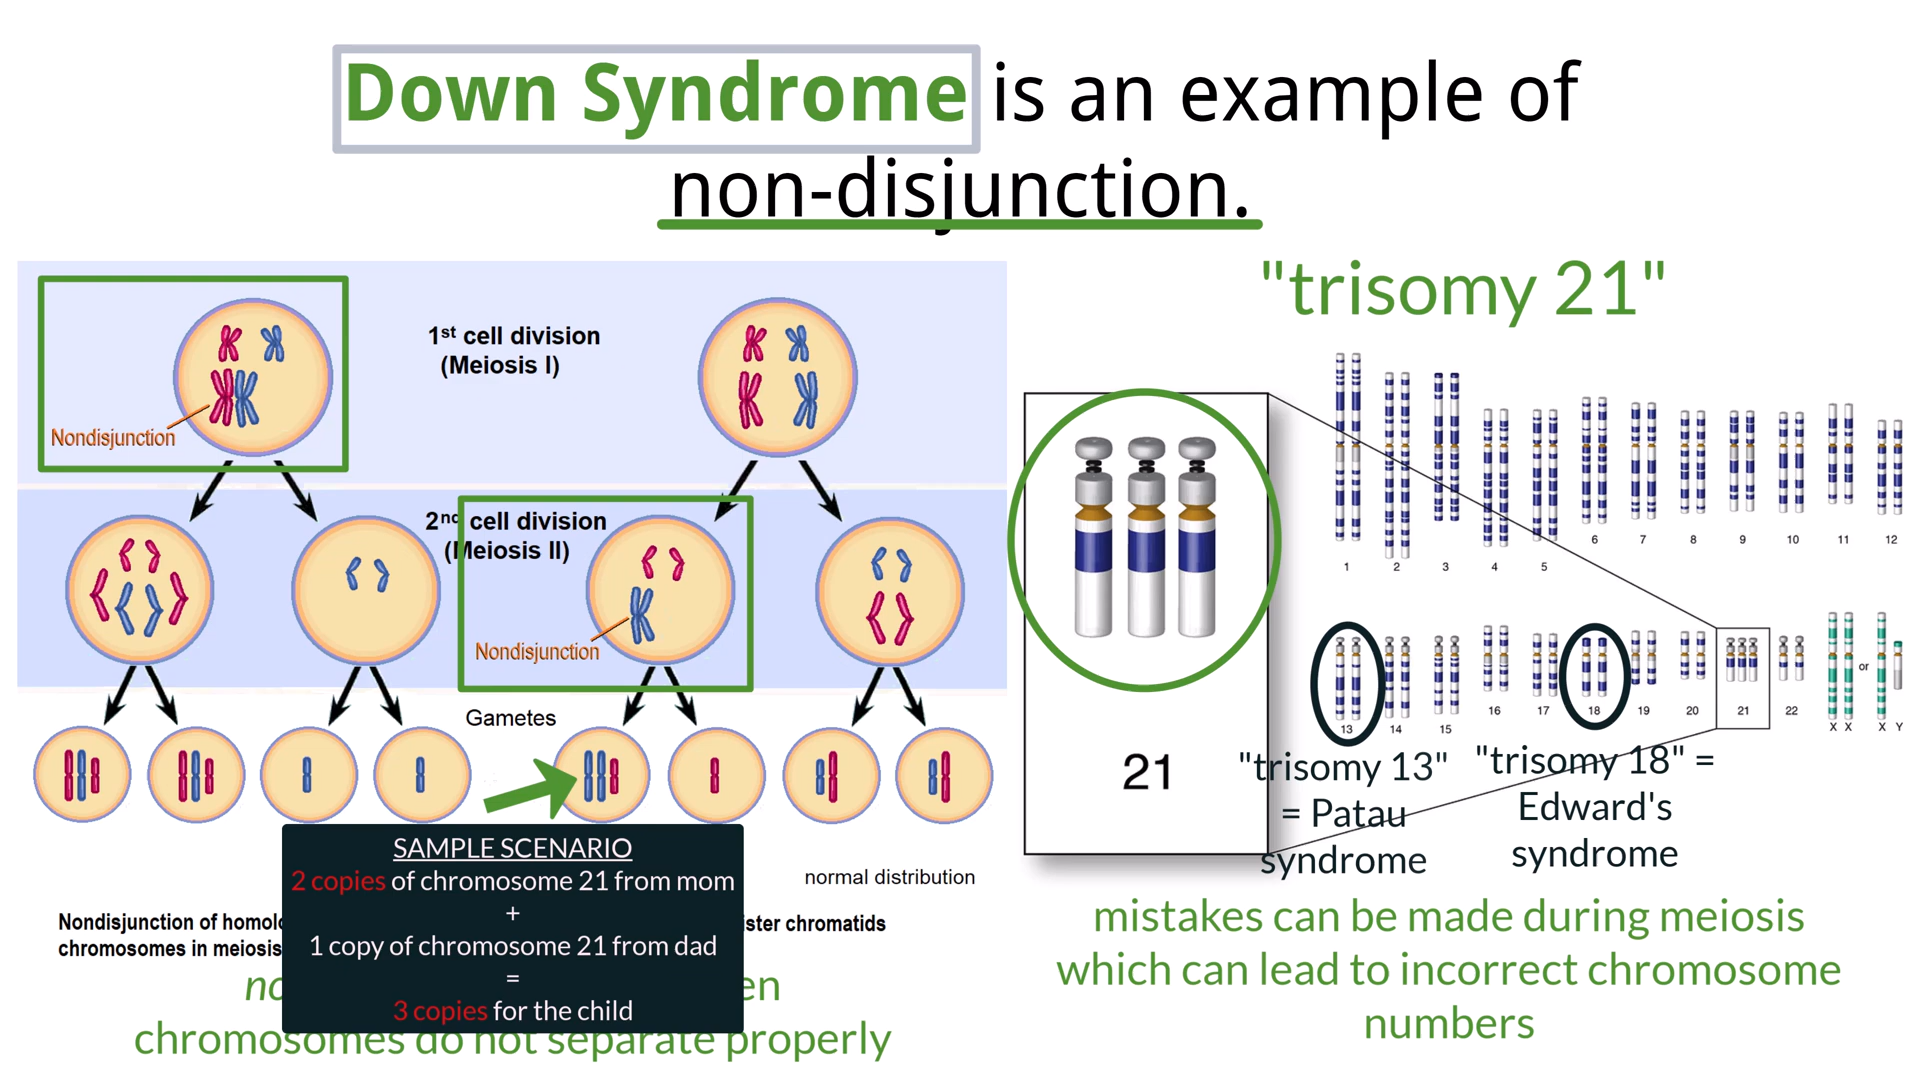 Down Syndrome is an example of
non-disjunction.
1st cell division
(Meiosis I)
Nondisjunction
2nd cell division
(Meiosis II)
Nondisjunction
Gametes
SAMPLE SCENARIO
2 copies of chromosome 21 from mom
+
1 copy of chromosome 21 from dad
=
3 copies for the child
normal distribution
Nondisjunction of
chromosomes in meiosis
chromatids
chromosomes do not separate properly
"trisomy 21"
1 2 3 4 5
6 7 8 9 10 11 12
13 14 15 16 17 18 19 20 21 22
or
X X X Y
21
"trisomy 13"
= Patau
syndrome
"trisomy 18" =
Edward's
syndrome
mistakes can be made during meiosis
which can lead to incorrect chromosome
numbers